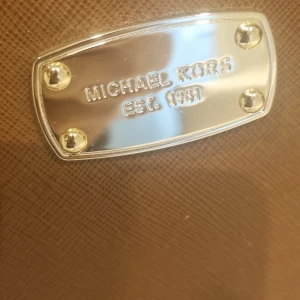 MICHAEL KORS
EST. 1981